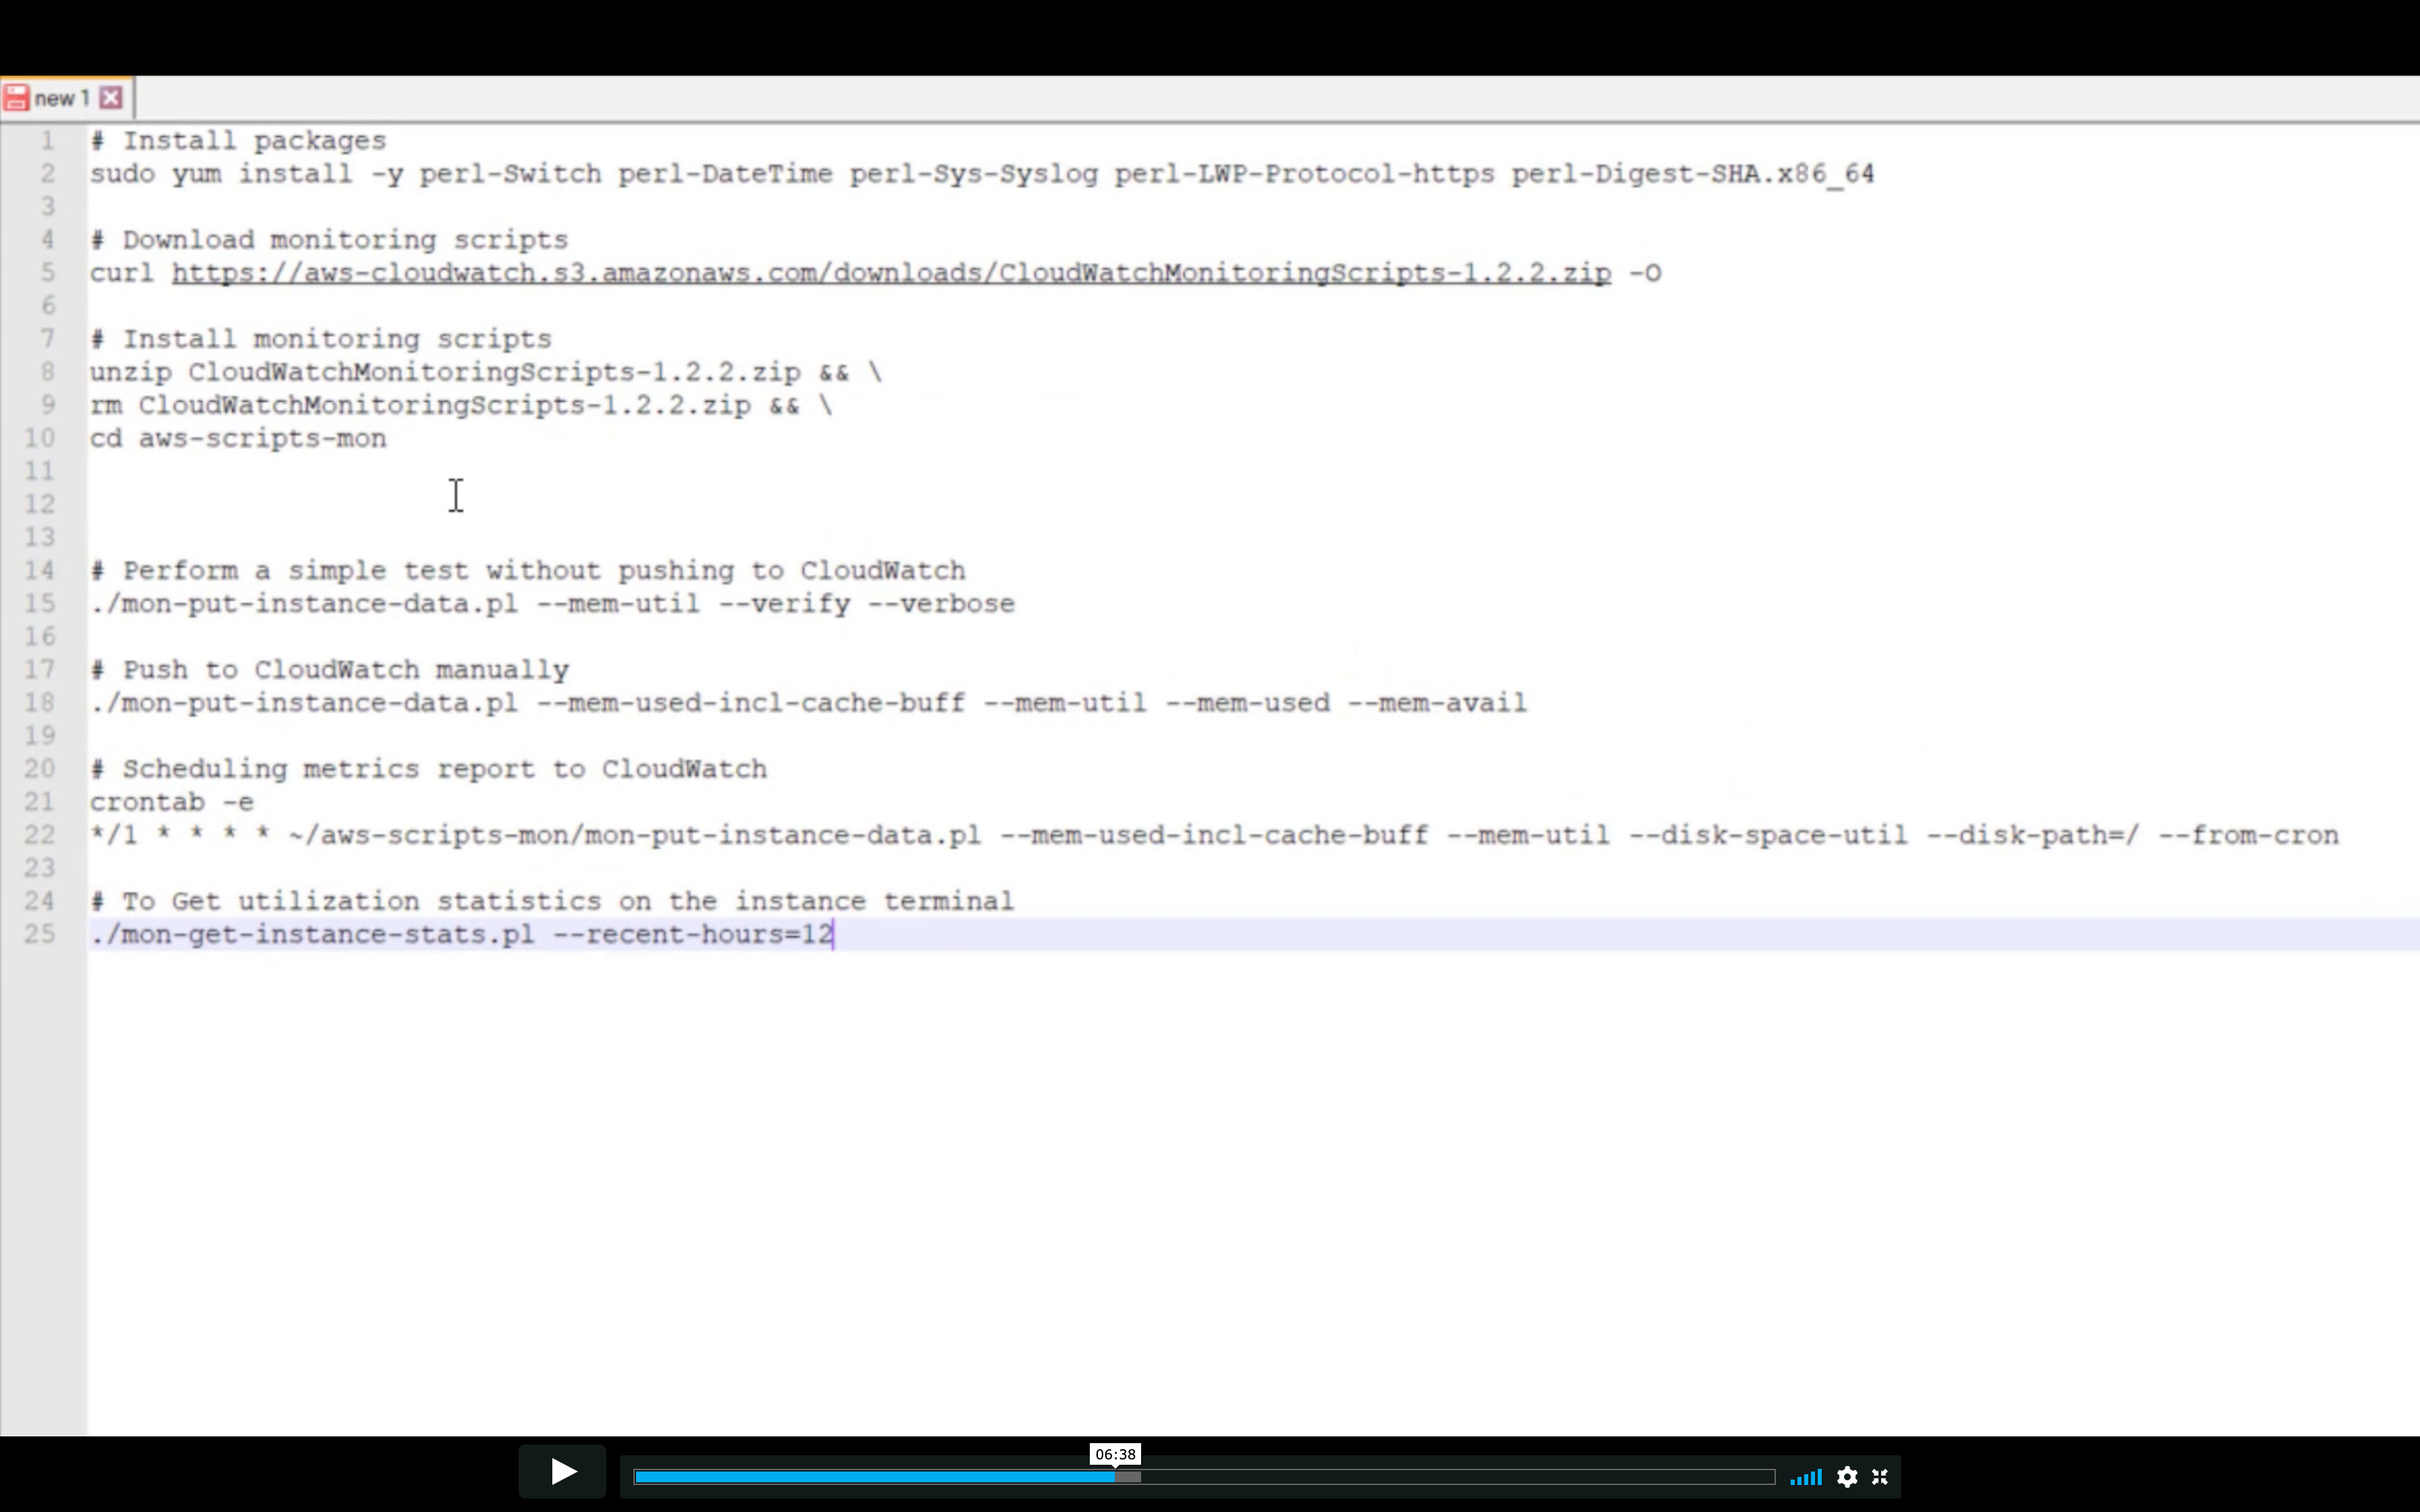 new 1
1 # Install packages
2 sudo yum install -y perl-Switch perl-DateTime perl-Sys-Syslog perl-LWP-Protocol-https perl-Digest-SHA.x86_64
3
4 # Download monitoring scripts
5 curl https://aws-cloudwatch.s3.amazonaws.com/downloads/CloudWatchMonitoringScripts-1.2.2.zip -O
6
7 # Install monitoring scripts
8 unzip CloudWatchMonitoringScripts-1.2.2.zip && \
9 rm CloudWatchMonitoringScripts-1.2.2.zip && \
10 cd aws-scripts-mon
11
12
13
14 # Perform a simple test without pushing to CloudWatch
15 ./mon-put-instance-data.pl --mem-util --verify --verbose
16
17 # Push to CloudWatch manually
18 ./mon-put-instance-data.pl --mem-used-incl-cache-buff --mem-util --mem-used --mem-avail
19
20 # Scheduling metrics report to CloudWatch
21 crontab -e
22 */1 * * * * ~/aws-scripts-mon/mon-put-instance-data.pl --mem-used-incl-cache-buff --mem-util --disk-space-util --disk-path=/ --from-cron
23
24 # To Get utilization statistics on the instance terminal
25 ./mon-get-instance-stats.pl --recent-hours=12
06:38